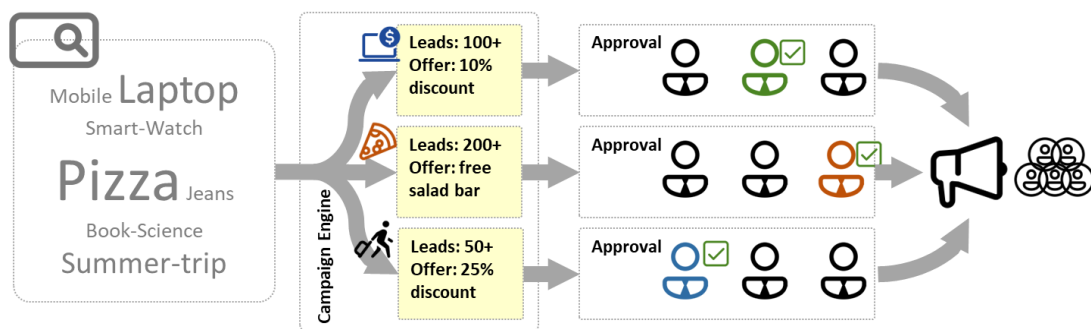 Mobile Laptop
Smart-Watch
Pizza Jeans
Book-Science
Summer-trip
Campaign Engine
$
Leads: 100+
Offer: 10%
discount
Leads: 200+
Offer: free
salad bar
Leads: 50+
Offer: 25%
discount
Approval
Approval
Approval